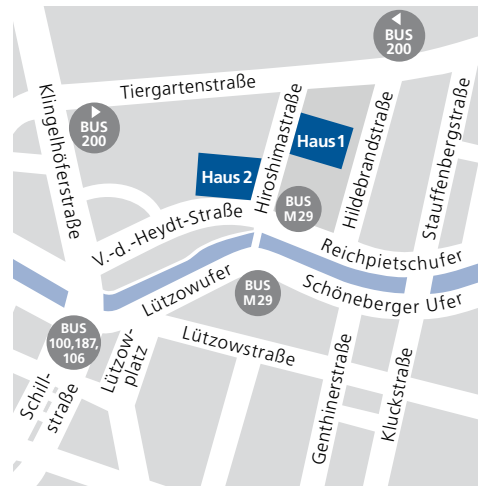 BUS
200
Tiergartenstraße
Klingelhöferstraße
BUS
200
Hiroshimastraße
Haus 1
Hildebrandstraße
Stauffenbergstraße
Haus 2
BUS
M29
V.-d.-Heydt-Straße
Reichpietschufer
Lützowufer
BUS
M29
Schöneberger Ufer
BUS
100,187,
106
Lützow-
platz
Lützowstraße
Schill-
straße
Genthinerstraße
Kluckstraße